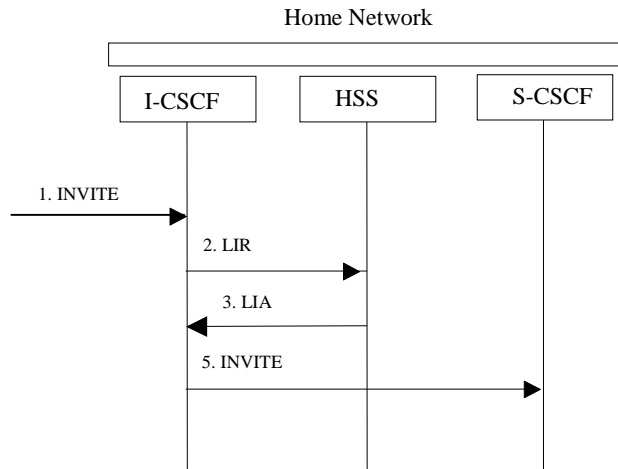 Home Network
I-CSCF
HSS
S-CSCF
1. INVITE
2. LIR
3. LIA
5. INVITE